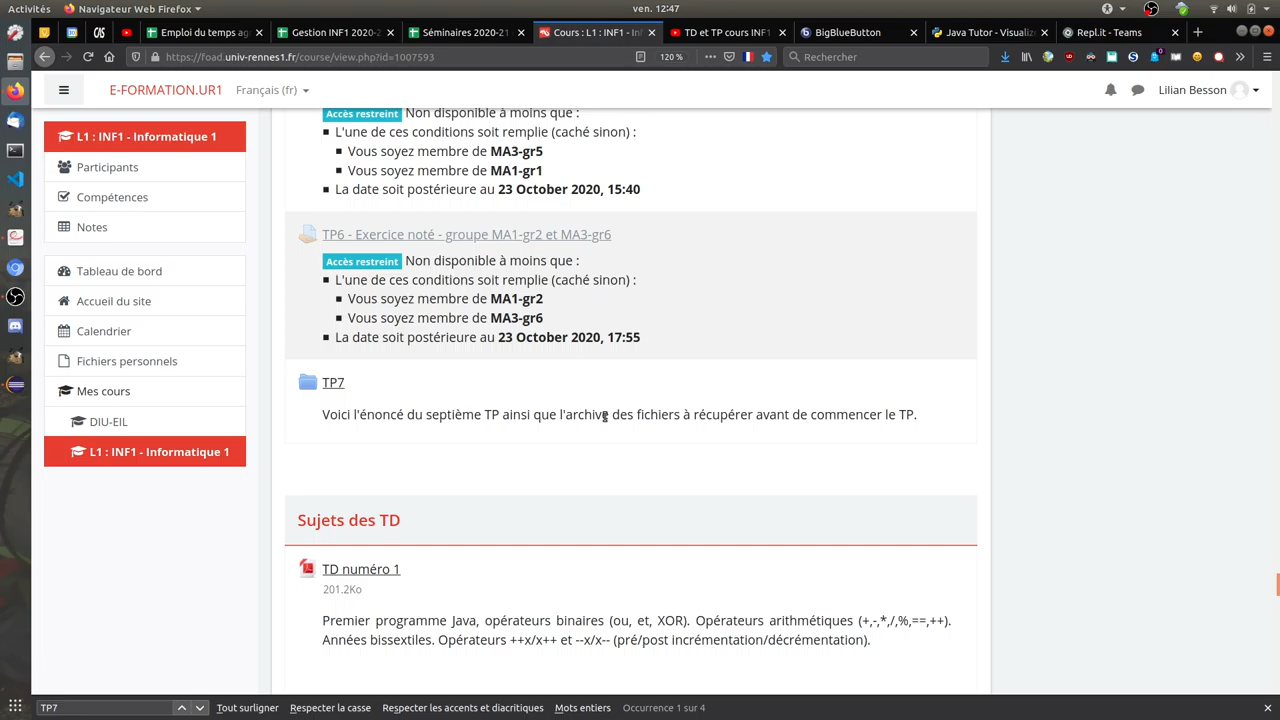 Activités Navigateur Web Firefox ven. 12:47
Emploi du temps ag Gestion INF1 2020-2 Séminaires 2020-21 Cours : L1 : INF1 - In TD et TP cours INF1 BigBlueButton Java Tutor - Visualiz Repl.it - Teams
https://foad.univ-rennes1.fr/course/view.php?id=1007593 120 % Rechercher
E-FORMATION.UR1 Français (fr) Lilian Besson
L1 : INF1 - Informatique 1
Participants
Compétences
Notes
Tableau de bord
Accueil du site
Calendrier
Fichiers personnels
Mes cours
DIU-EIL
L1 : INF1 - Informatique 1
Accès restreint Non disponible à moins que :
L'une de ces conditions soit remplie (caché sinon) :
Vous soyez membre de MA3-gr5
Vous soyez membre de MA1-gr1
La date soit postérieure au 23 October 2020, 15:40
TP6 - Exercice noté - groupe MA1-gr2 et MA3-gr6
Accès restreint Non disponible à moins que :
L'une de ces conditions soit remplie (caché sinon) :
Vous soyez membre de MA1-gr2
Vous soyez membre de MA3-gr6
La date soit postérieure au 23 October 2020, 17:55
TP7
Voici l'énoncé du septième TP ainsi que l'archive des fichiers à récupérer avant de commencer le TP.
Sujets des TD
TD numéro 1
201.2Ko
Premier programme Java, opérateurs binaires (ou, et, XOR). Opérateurs arithmétiques (+,-,*,/,%,==,++).
Années bissextiles. Opérateurs ++x/x++ et --x/x-- (pré/post incrémentation/décrémentation).
TP7 Tout surligner Respecter la casse Respecter les accents et diacritiques Mots entiers Occurrence 1 sur 4